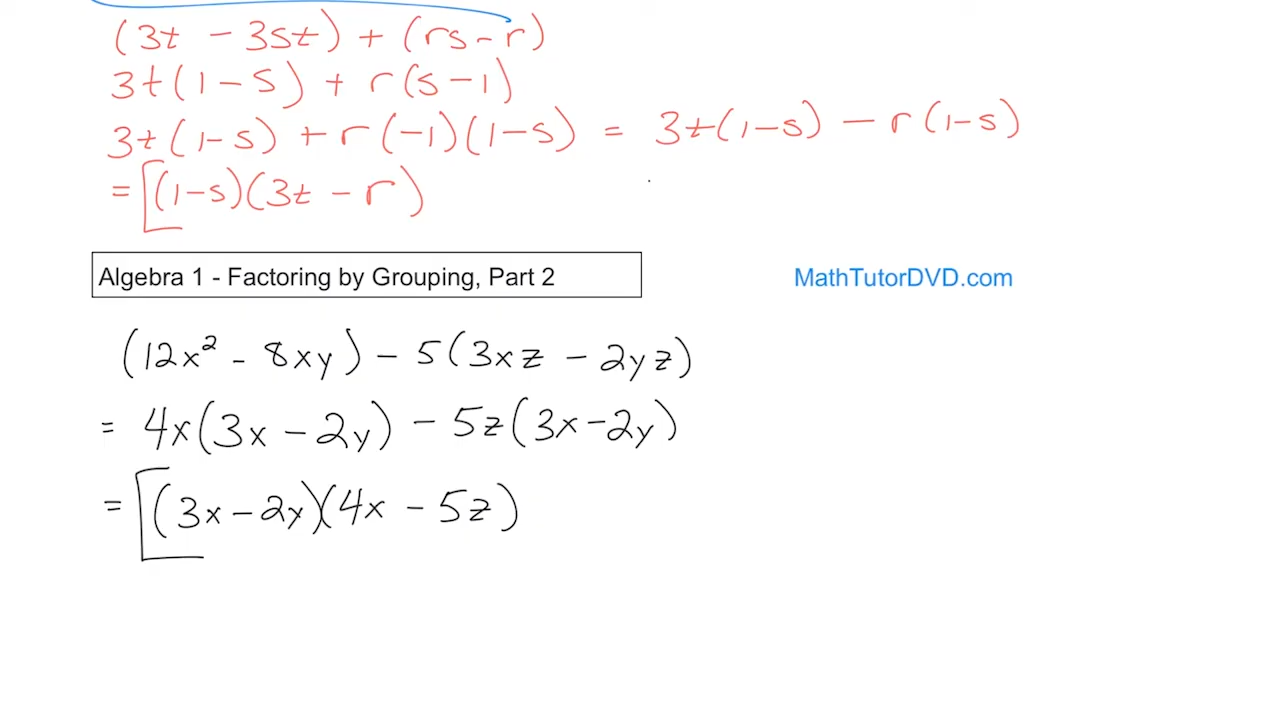 (3t - 3st) + (rs - r)
3t(1 - s) + r(s - 1)
3t(1 - s) + r(-1)(1 - s) = 3t(1 - s) - r(1 - s)
= [(1 - s)(3t - r)
Algebra 1 - Factoring by Grouping, Part 2
MathTutorDVD.com
(12x² - 8xy) - 5(3xz - 2yz)
= 4x(3x - 2y) - 5z(3x - 2y)
= [(3x - 2y)(4x - 5z)